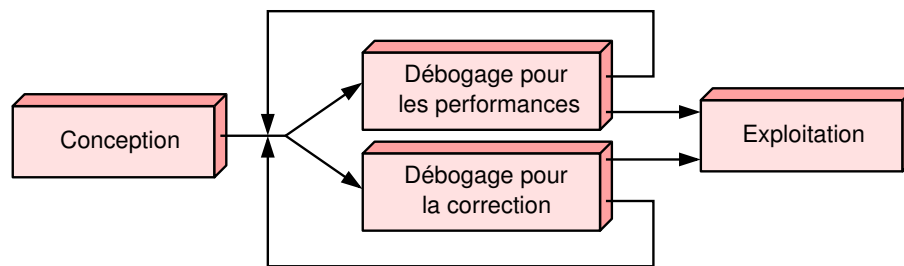 Conception
Débogage pour
les performances
Débogage pour
la correction
Exploitation